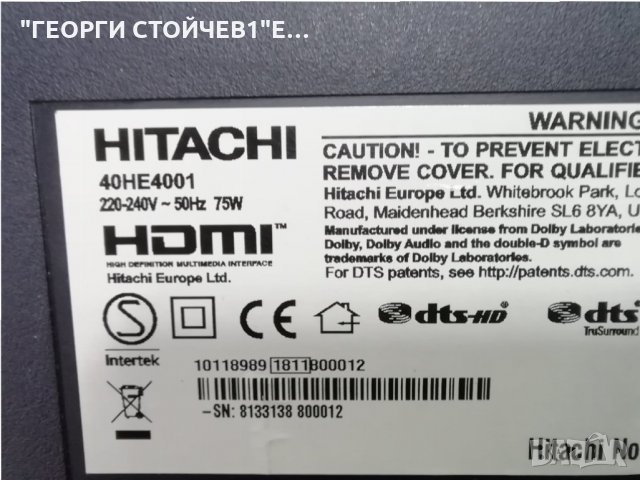 "ГЕОРГИ СТОЙЧЕВ1"Е...
WARNING
HITACHI
40HE4001
220-240V ~ 50Hz 75W
HDMI™
HIGH DEFINITION MULTIMEDIA INTERFACE
Hitachi Europe Ltd.
CAUTION! - TO PREVENT ELECT
REMOVE COVER. FOR QUALIFIE
Hitachi Europe Ltd. Whitebrook Park, Lo
Road, Maidenhead Berkshire SL6 8YA, U
Manufactured under license from Dolby Laboratorie
Dolby, Dolby Audio and the double-D symbol are
trademarks of Dolby Laboratories.
For DTS patents, see http://patents.dts.com.
S
Intertek
CE
dts-HD®
dts
TruSurround
10118989 1811 800012
-SN: 8133138 800012
Hitachi No